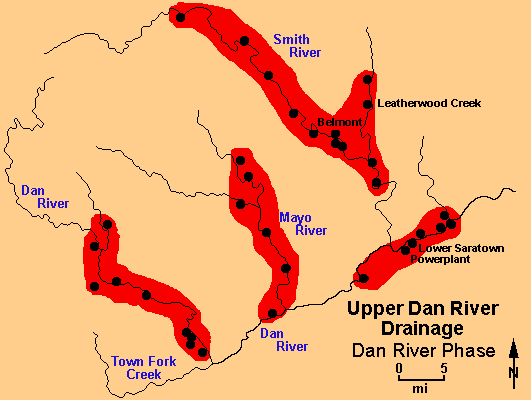 Smith
River
Leatherwood Creek
Belmont
Dan
River
Mayo
River
Lower Saratown
Powerplant
Upper Dan River
Drainage
Dan River Phase
Dan
River
Town Fork
Creek
0 5
mi
N